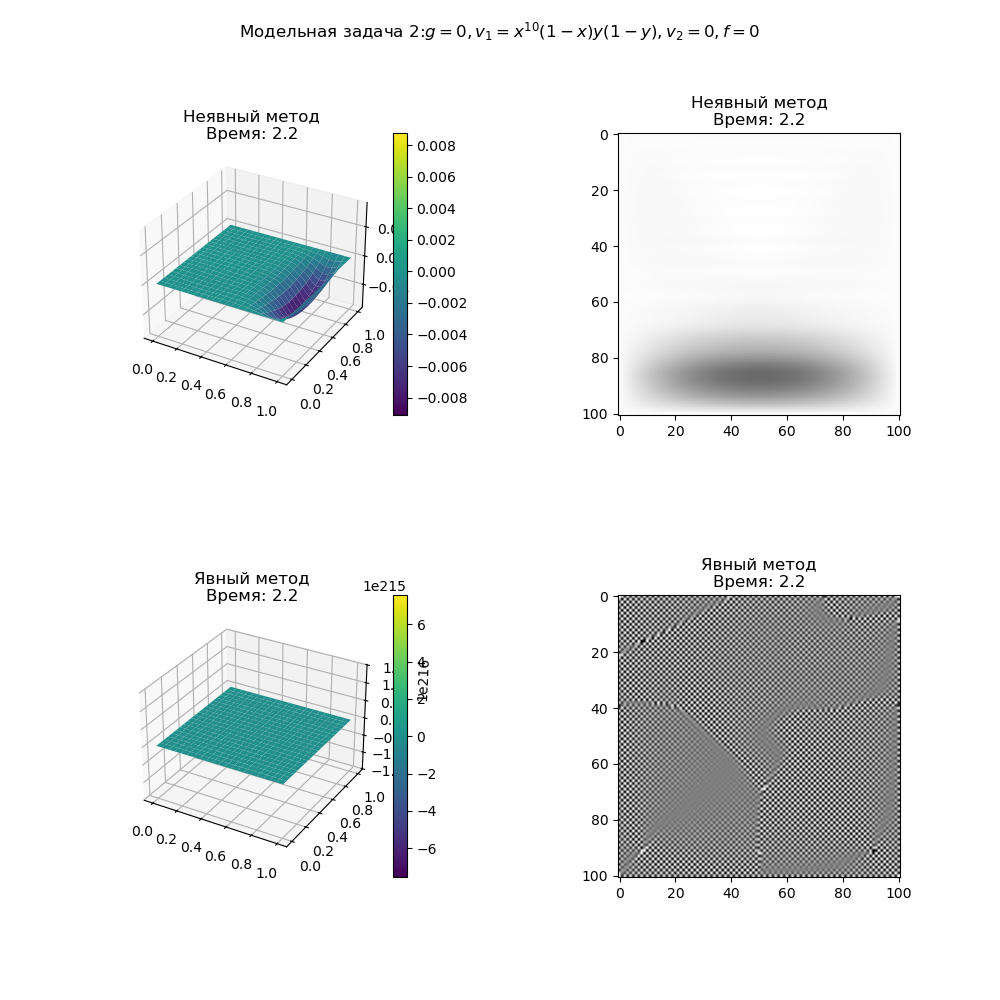 Модельная задача 2:g = 0, v₁ = x¹⁰(1 − x)y(1 − y), v₂ = 0, f = 0
Неявный метод
Время: 2.2
0.008
0.006
0.004
0.002
0.000
−0.002
−0.004
−0.006
−0.008
0.0 0.2 0.4 0.6 0.8 1.0
0.0 0.2 0.4 0.6 0.8 1.0
Неявный метод
Время: 2.2
0
20
40
60
80
100
0 20 40 60 80 100
Явный метод
Время: 2.2
1e215
6
4
2
0
−2
−4
−6
1e216
0.0 0.2 0.4 0.6 0.8 1.0
0.0 0.2 0.4 0.6 0.8 1.0
Явный метод
Время: 2.2
0
20
40
60
80
100
0 20 40 60 80 100